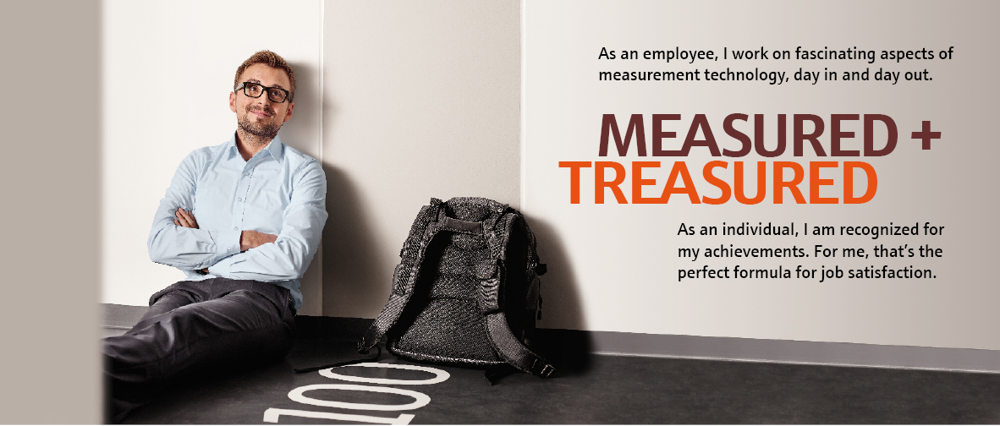 As an employee, I work on fascinating aspects of
measurement technology, day in and day out.
MEASURED +
TREASURED
As an individual, I am recognized for
my achievements. For me, that’s the
perfect formula for job satisfaction.
100